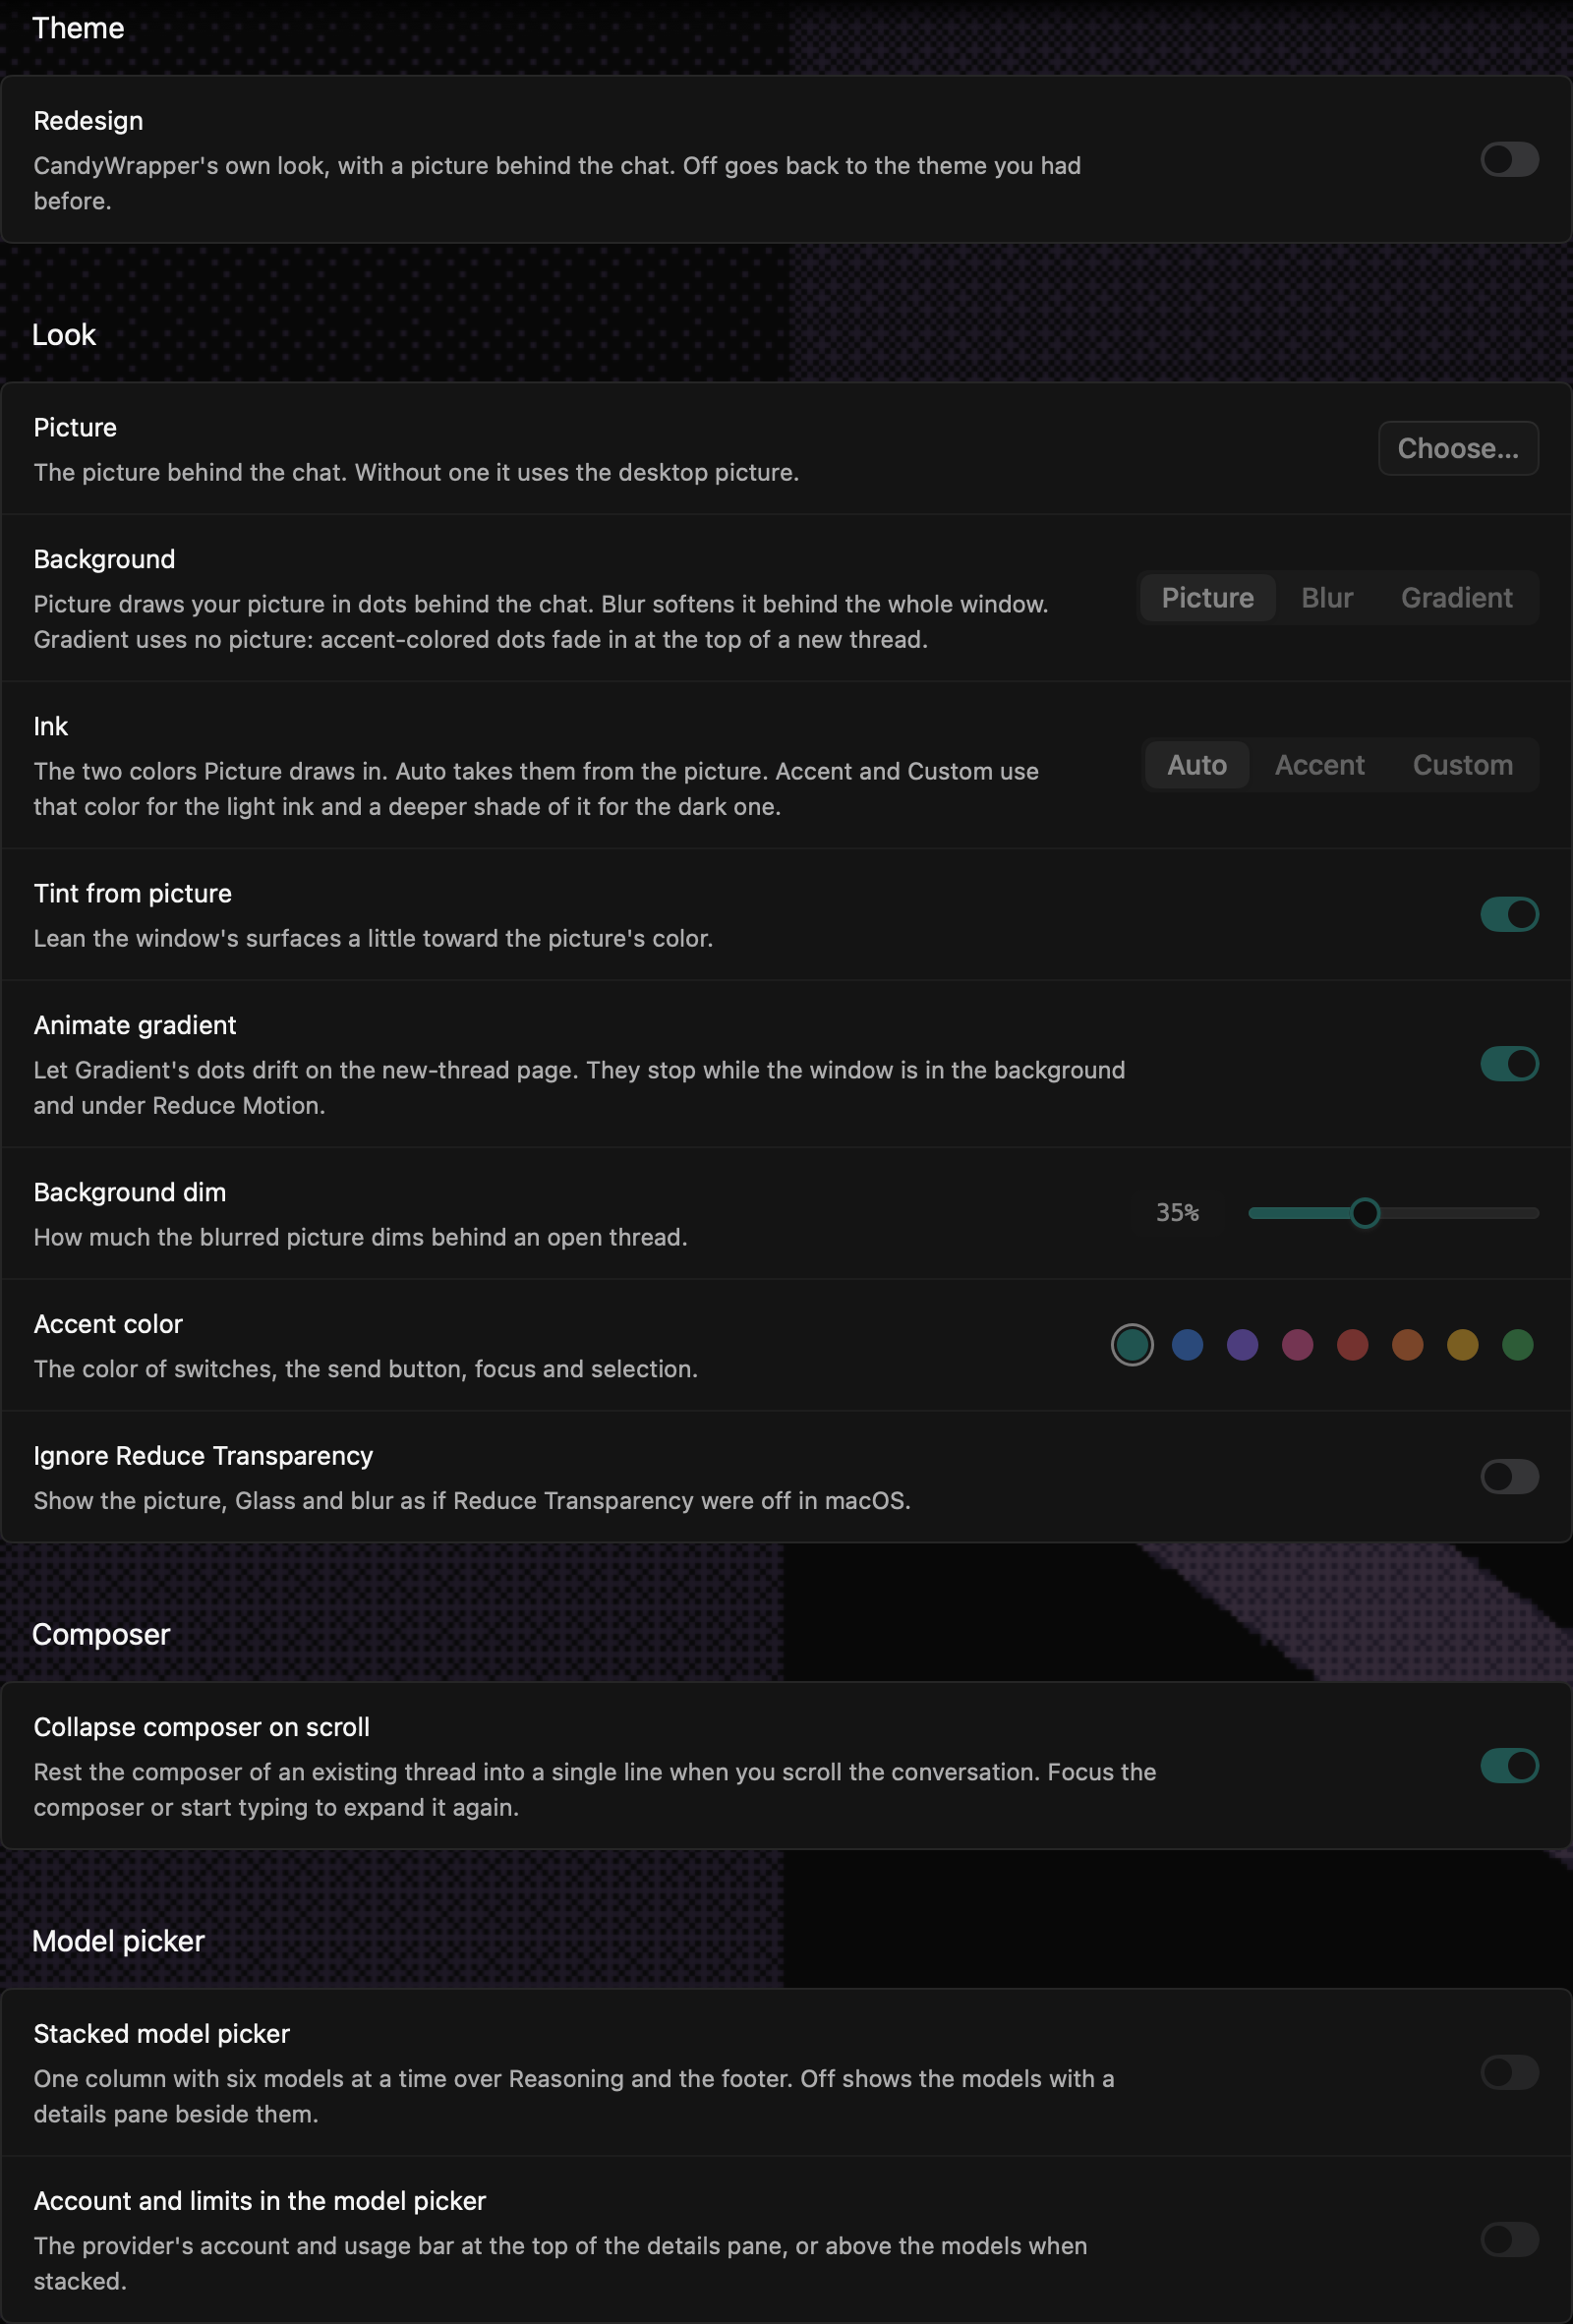 Theme
Redesign
CandyWrapper's own look, with a picture behind the chat. Off goes back to the theme you had
before.
Look
Picture
The picture behind the chat. Without one it uses the desktop picture.
Choose...
Background
Picture draws your picture in dots behind the chat. Blur softens it behind the whole window.
Gradient uses no picture: accent-colored dots fade in at the top of a new thread.
Picture Blur Gradient
Ink
The two colors Picture draws in. Auto takes them from the picture. Accent and Custom use
that color for the light ink and a deeper shade of it for the dark one.
Auto Accent Custom
Tint from picture
Lean the window's surfaces a little toward the picture's color.
Animate gradient
Let Gradient's dots drift on the new-thread page. They stop while the window is in the background
and under Reduce Motion.
Background dim
How much the blurred picture dims behind an open thread.
35%
Accent color
The color of switches, the send button, focus and selection.
Ignore Reduce Transparency
Show the picture, Glass and blur as if Reduce Transparency were off in macOS.
Composer
Collapse composer on scroll
Rest the composer of an existing thread into a single line when you scroll the conversation. Focus the
composer or start typing to expand it again.
Model picker
Stacked model picker
One column with six models at a time over Reasoning and the footer. Off shows the models with a
details pane beside them.
Account and limits in the model picker
The provider's account and usage bar at the top of the details pane, or above the models when
stacked.